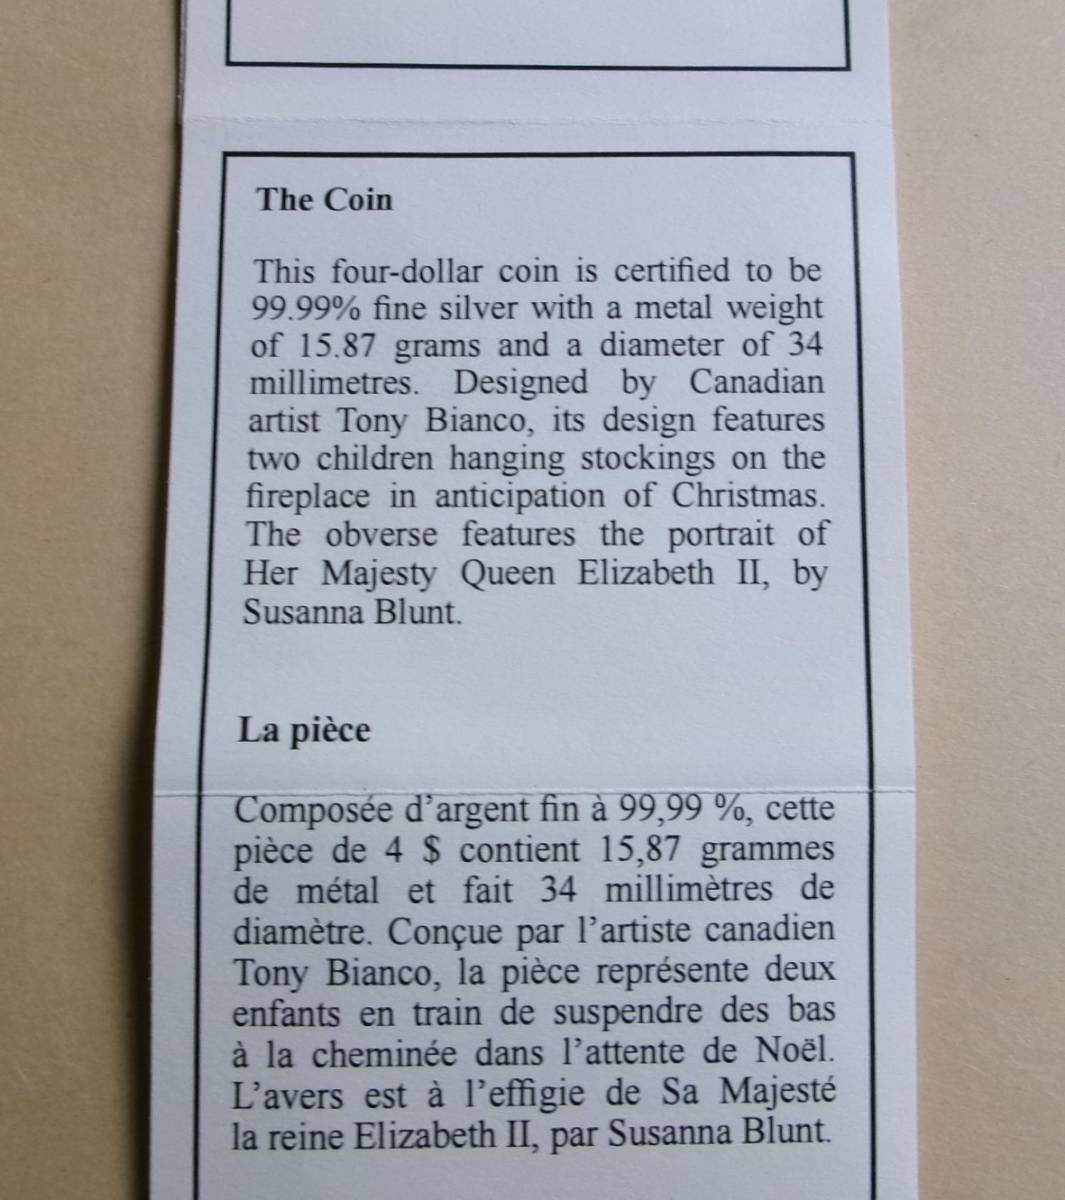 The Coin
This four-dollar coin is certified to be
99.99% fine silver with a metal weight
of 15.87 grams and a diameter of 34
millimetres. Designed by Canadian
artist Tony Bianco, its design features
two children hanging stockings on the
fireplace in anticipation of Christmas.
The obverse features the portrait of
Her Majesty Queen Elizabeth II, by
Susanna Blunt.
La pièce
Composée d’argent fin à 99,99 %, cette
pièce de 4 $ contient 15,87 grammes
de métal et fait 34 millimètres de
diamètre. Conçue par l’artiste canadien
Tony Bianco, la pièce représente deux
enfants en train de suspendre des bas
à la cheminée dans l’attente de Noël.
L’avers est à l’effigie de Sa Majesté
la reine Elizabeth II, par Susanna Blunt.